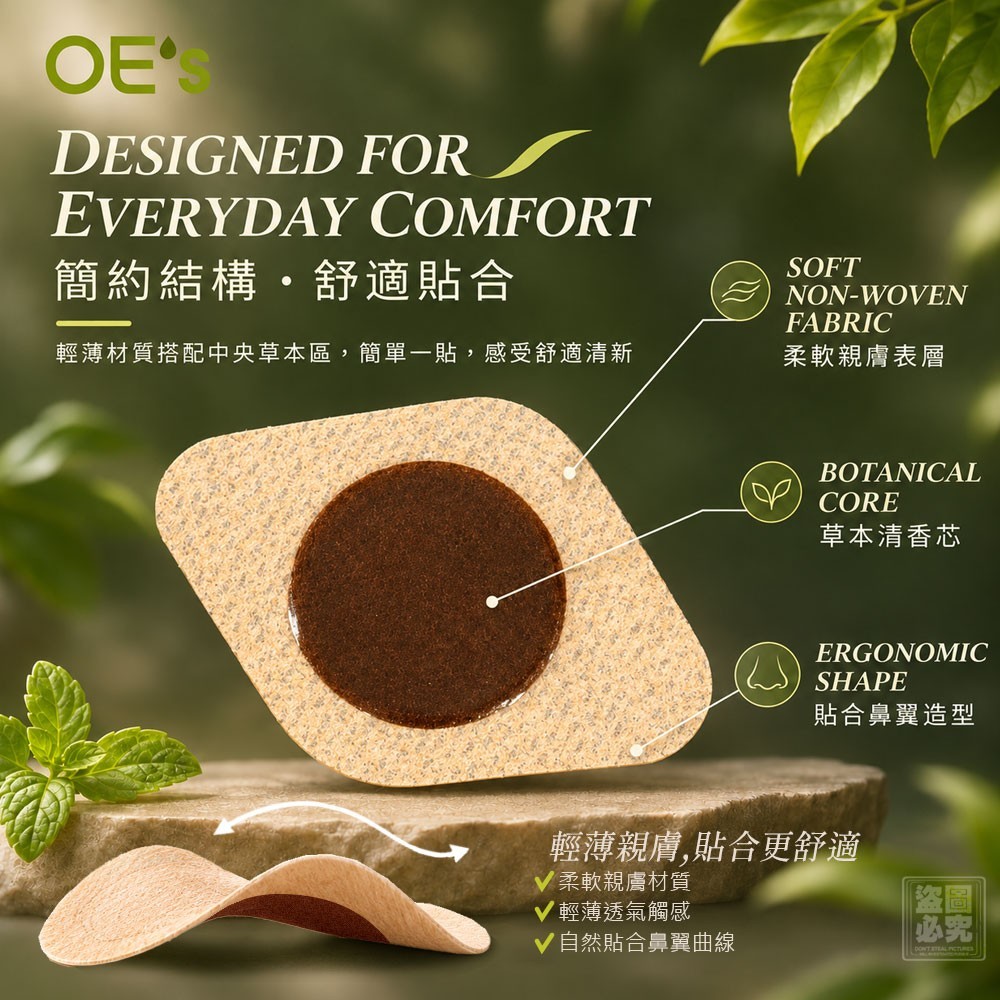 OE's
DESIGNED FOR
EVERYDAY COMFORT
簡約結構・舒適貼合
輕薄材質搭配中央草本區，簡單一貼，感受舒適清新
SOFT
NON-WOVEN
FABRIC
柔軟親膚表層
BOTANICAL
CORE
草本清香芯
ERGONOMIC
SHAPE
貼合鼻翼造型
輕薄親膚,貼合更舒適
柔軟親膚材質
輕薄透氣觸感
自然貼合鼻翼曲線
盜圖
必究
DON'T STEAL PICTURES